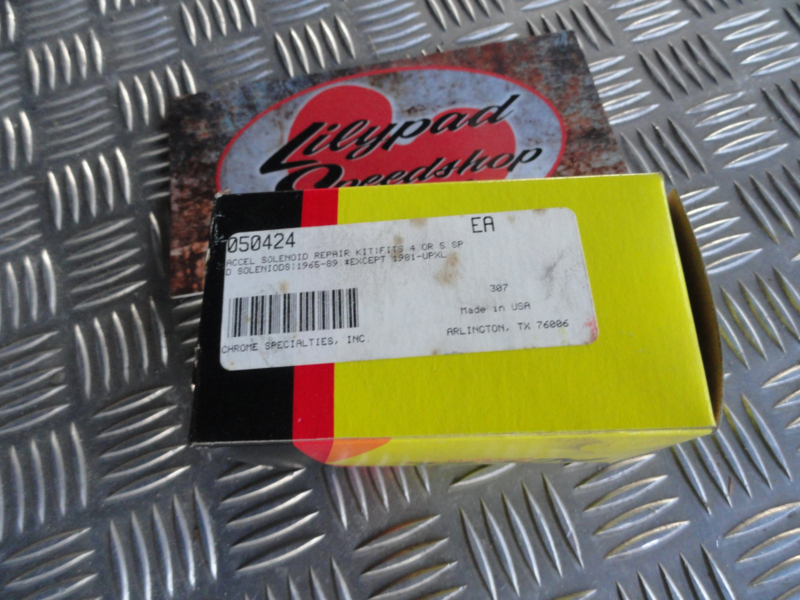 Lilypad
Speedshop
050424
EA
ACCEL SOLENOID REPAIR KIT|FITS 4 OR 5 SP
D SOLENIODS|1965-89 *EXCEPT 1981-UPXL
307
Made in USA
CHROME SPECIALTIES, INC.
ARLINGTON, TX 76006